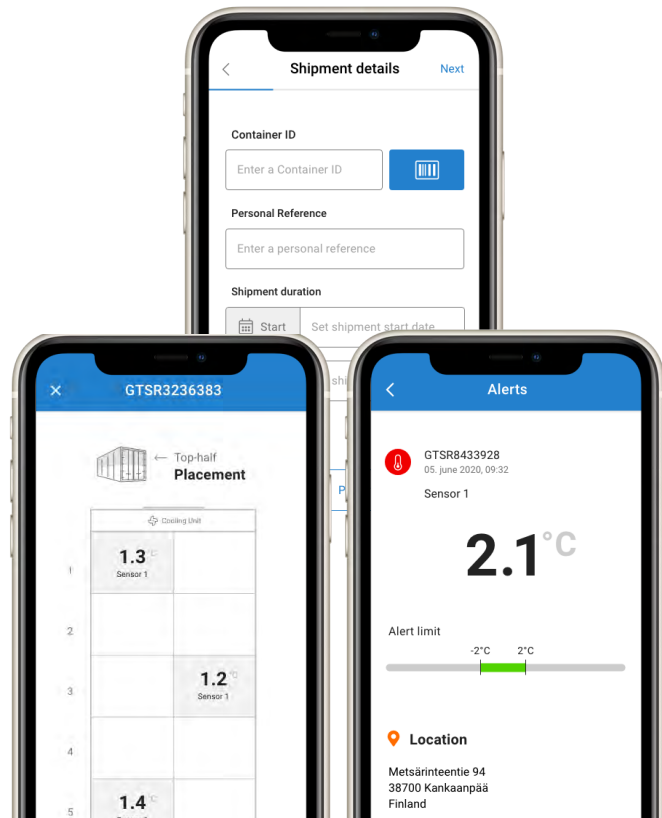 Shipment details
Next
Container ID
Enter a Container ID
Personal Reference
Enter a personal reference
Shipment duration
Start
Set shipment start date
shi
P
GTSR3236383
← Top-half
Placement
Cooling Unit
1
1.3°C
Sensor 1
2
3
1.2°C
Sensor 1
4
5
1.4°C
Alerts
GTSR8433928
05. june 2020, 09:32
Sensor 1
2.1°C
Alert limit
-2°C 2°C
Location
Metsärinteentie 94
38700 Kankaanpää
Finland